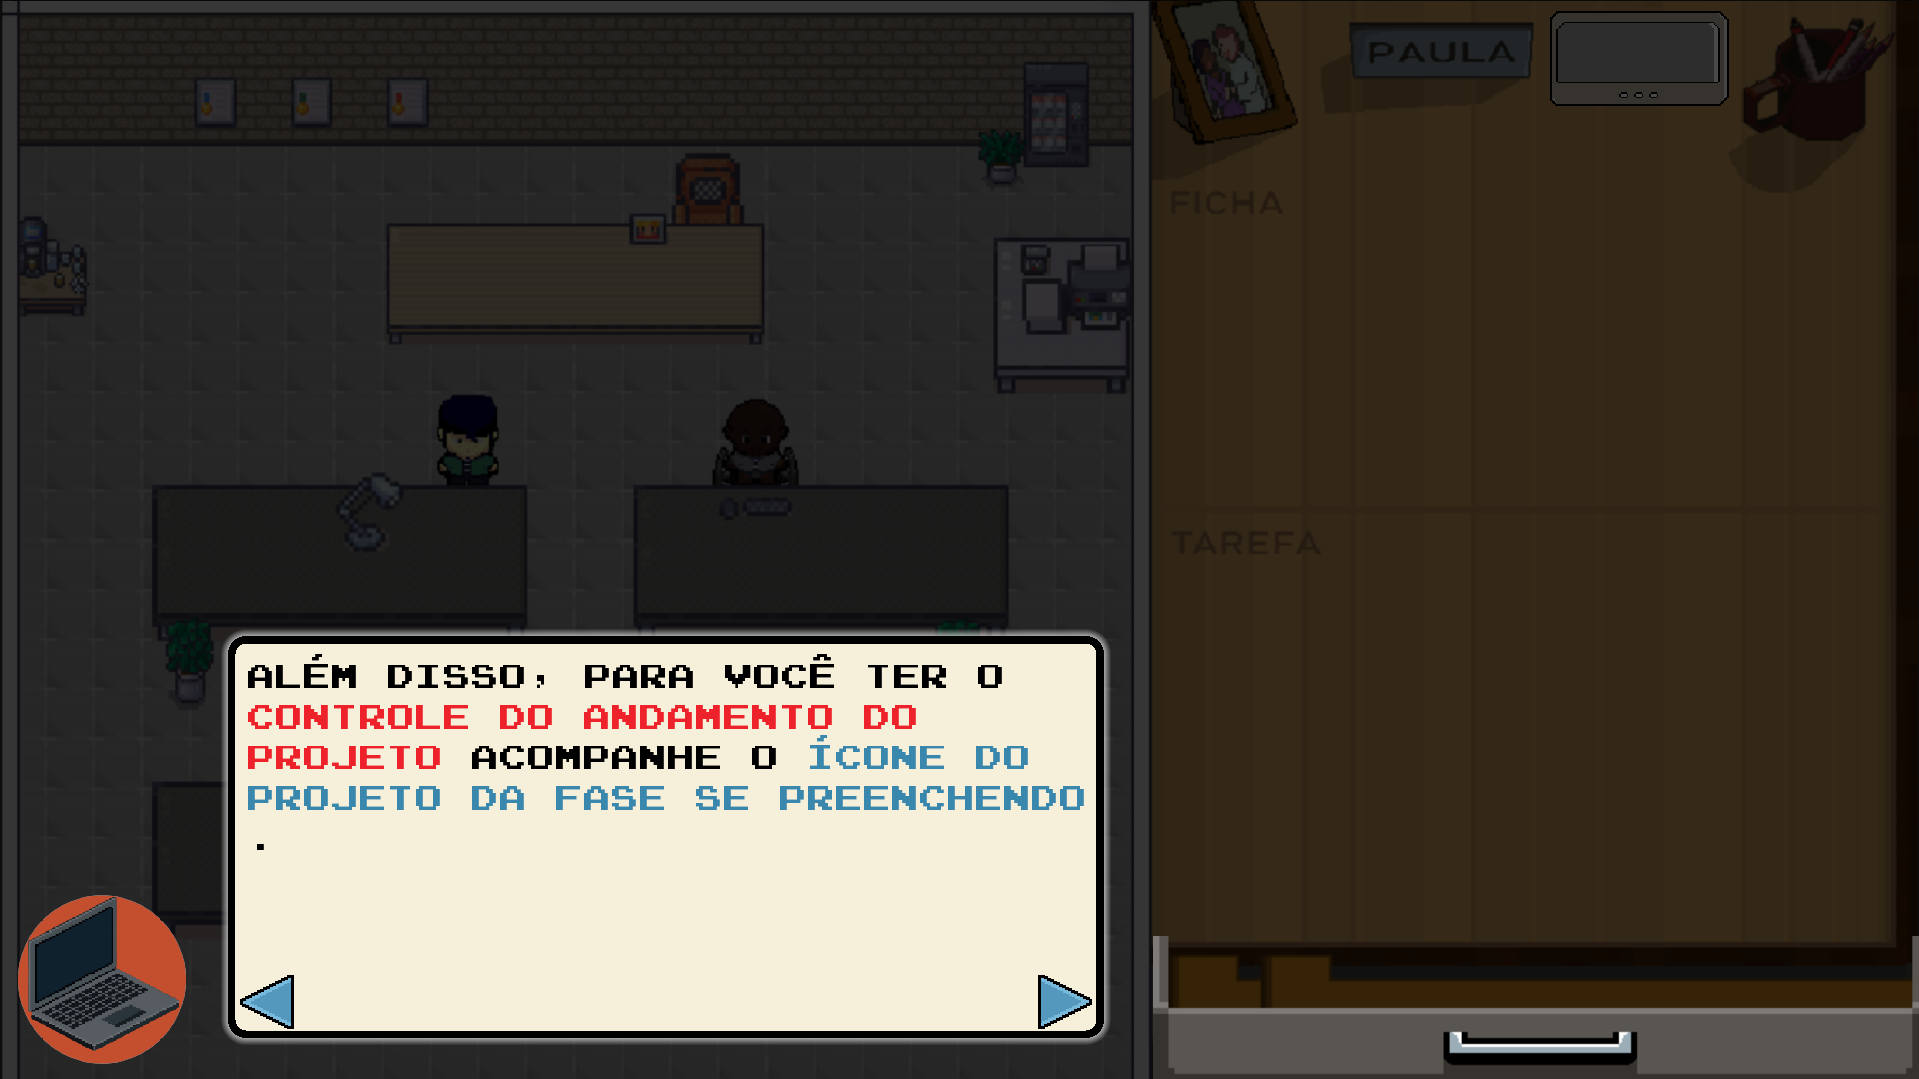 PAULA
FICHA
TAREFA
ALÉM DISSO, PARA VOCÊ TER O
CONTROLE DO ANDAMENTO DO
PROJETO ACOMPANHE O ÍCONE DO
PROJETO DA FASE SE PREENCHENDO
.